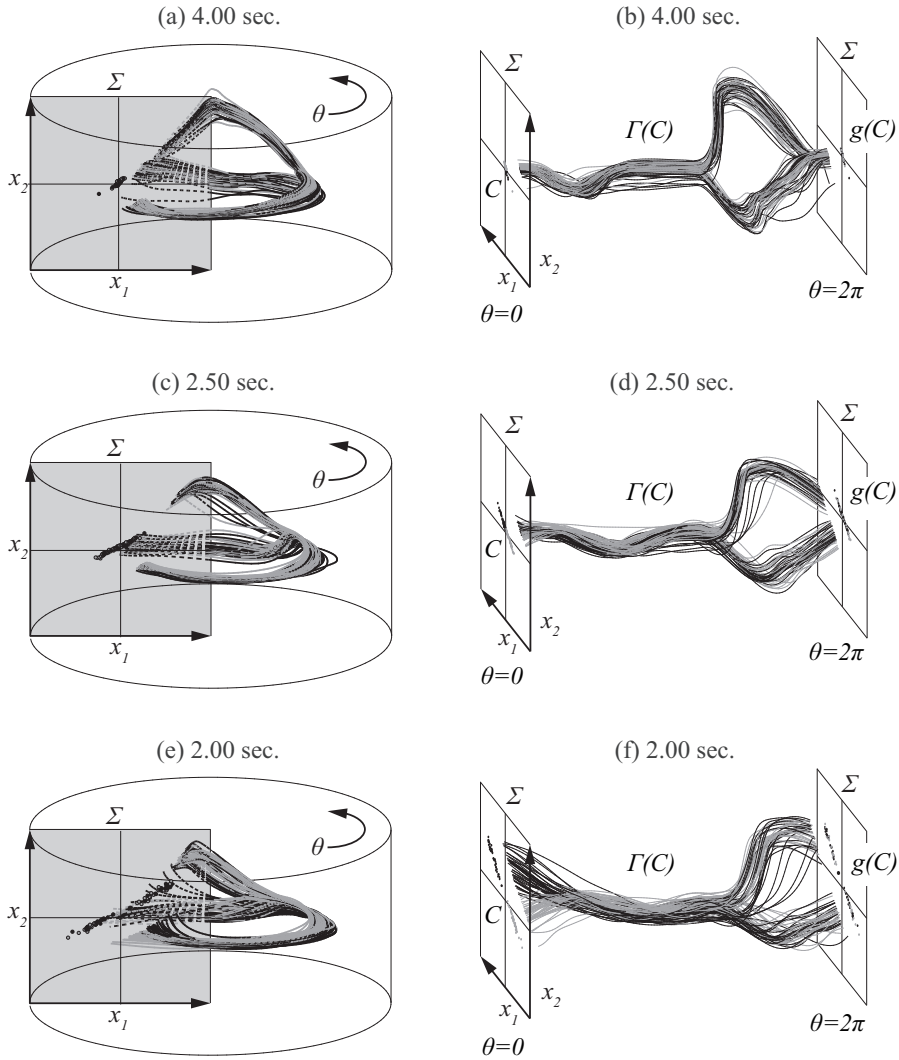 (a) 4.00 sec.
Σ
θ
x2
x1
(b) 4.00 sec.
Σ
Γ(C)
g(C)
C
x1
x2
θ=0
θ=2π
(c) 2.50 sec.
Σ
θ
x2
x1
(d) 2.50 sec.
Σ
Γ(C)
g(C)
C
x1
x2
θ=0
θ=2π
(e) 2.00 sec.
Σ
θ
x2
x1
(f) 2.00 sec.
Σ
Γ(C)
g(C)
C
x1
x2
θ=0
θ=2π